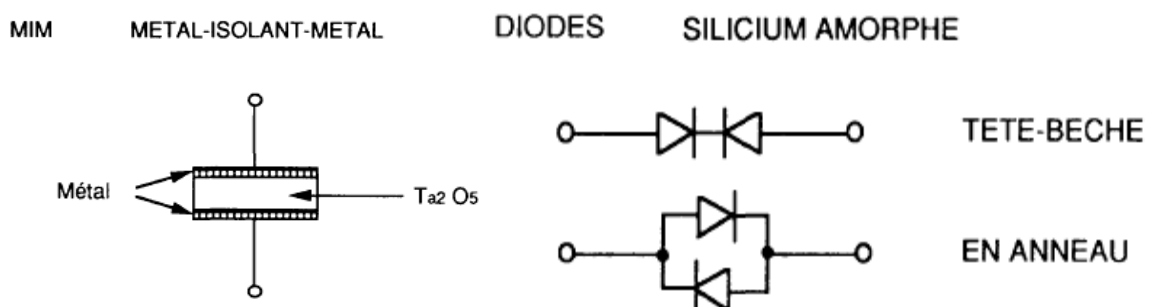 MIM METAL-ISOLANT-METAL
Métal
Ta2 O5
DIODES SILICIUM AMORPHE
TETE-BECHE
EN ANNEAU